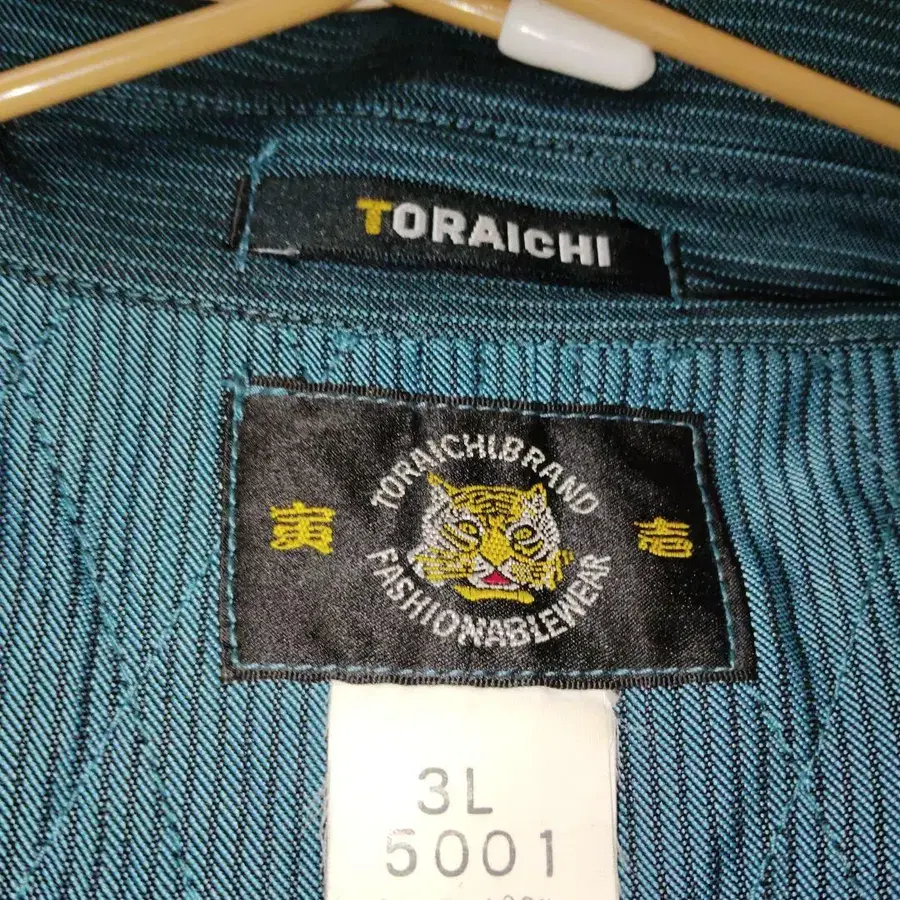 TORAICHI
TORAICHI.BRAND
寅 壱
FASHIONABLEWEAR
3L
5001